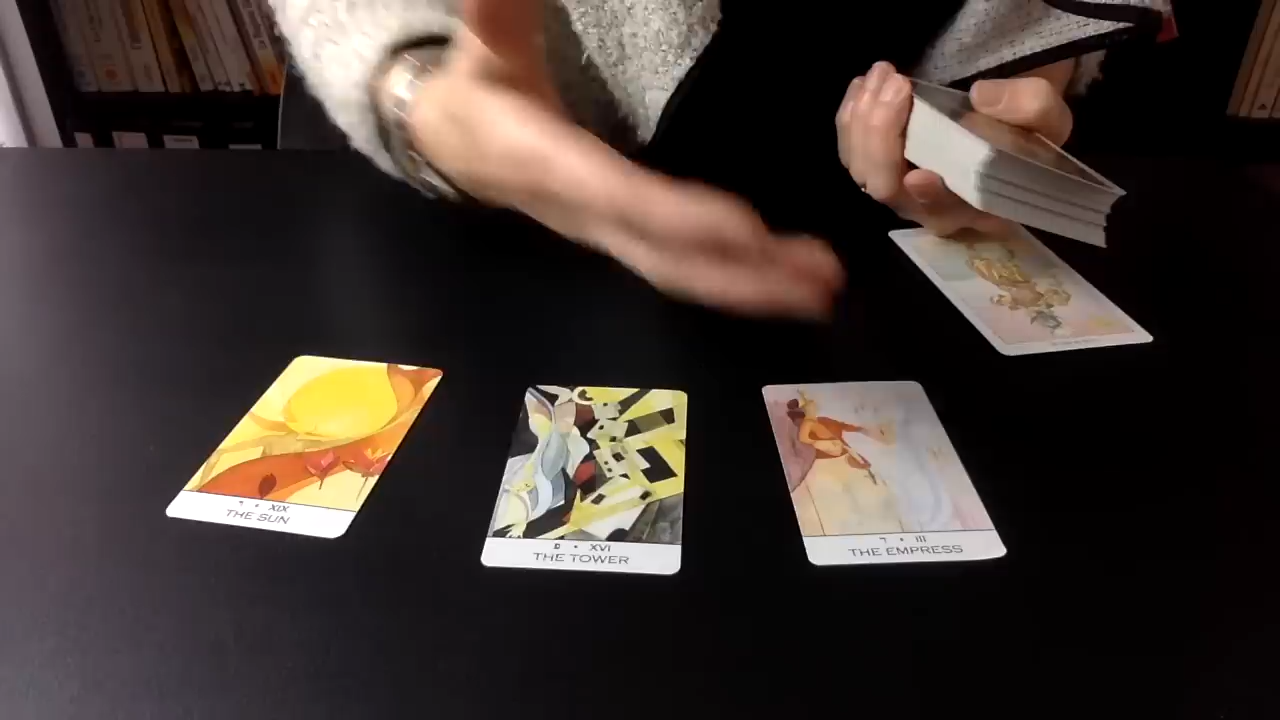 ר • XIX
THE SUN
פ • XVI
THE TOWER
ד • III
THE EMPRESS